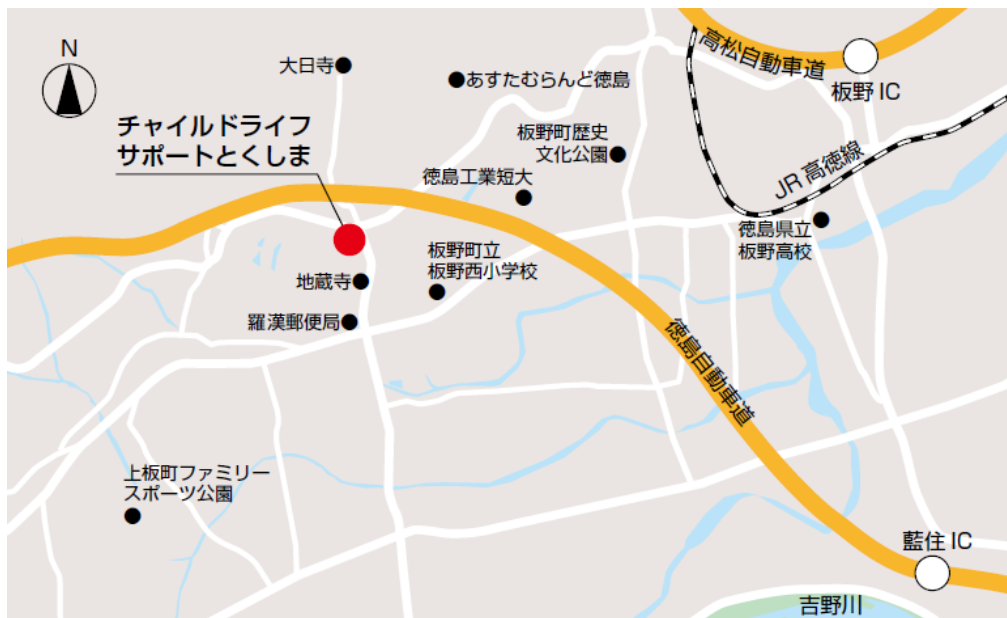 N
大日寺
あすたむらんど徳島
高松自動車道
板野 IC
チャイルドライフ
サポートとくしま
板野町歴史
文化公園
徳島工業短大
JR 高徳線
徳島県立
板野高校
板野町立
板野西小学校
地蔵寺
羅漢郵便局
徳島自動車道
上板町ファミリー
スポーツ公園
藍住 IC
吉野川